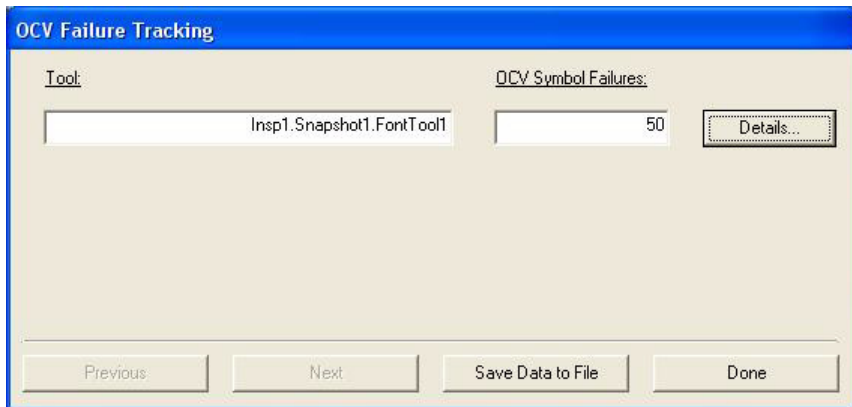 OCV Failure Tracking
Tool: OCV Symbol Failures:
Insp1.Snapshot1.FontTool1 50 Details...
Previous Next Save Data to File Done